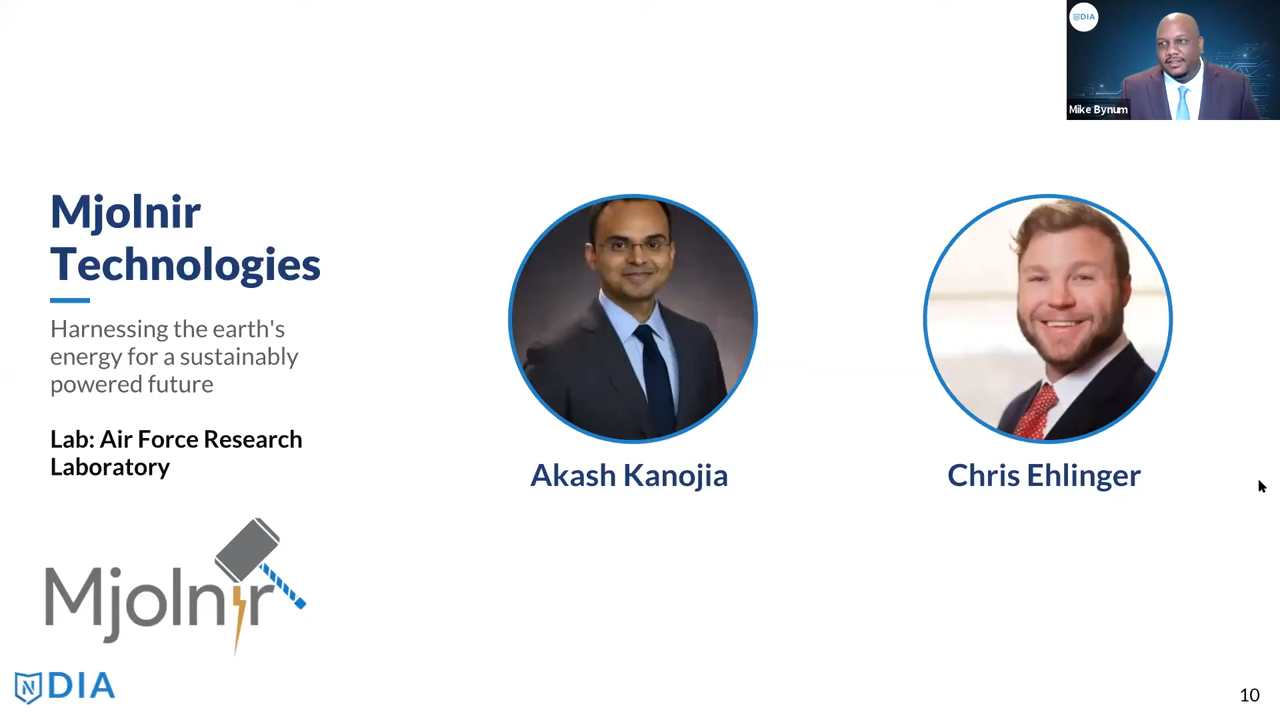 DIA
Mike Bynum
Mjolnir
Technologies
Harnessing the earth's
energy for a sustainably
powered future
Lab: Air Force Research
Laboratory
Akash Kanojia
Chris Ehlinger
Mjolnir
N DIA
10